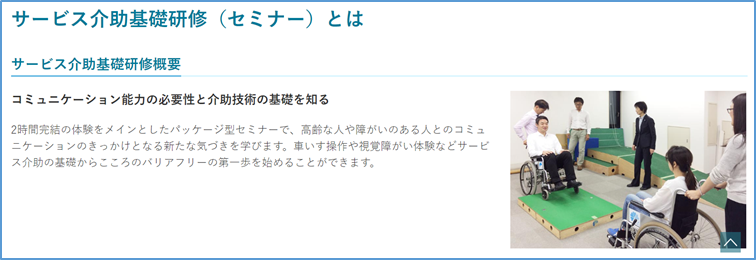 サービス介助基礎研修（セミナー）とは
サービス介助基礎研修概要
コミュニケーション能力の必要性と介助技術の基礎を知る
2時間完結の体験をメインとしたパッケージ型セミナーで、高齢な人や障がいのある人とのコミュ
ニケーションのきっかけとなる新たな気づきを学びます。車いす操作や視覚障がい体験などサービ
ス介助の基礎からこころのバリアフリーの第一歩を始めることができます。